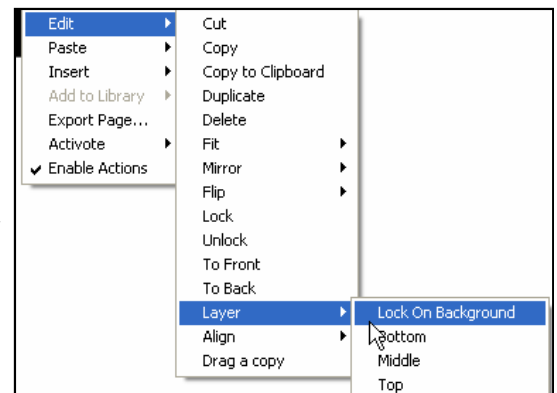 Edit
Paste
Insert
Add to Library
Export Page...
Activote
Enable Actions
Cut
Copy
Copy to Clipboard
Duplicate
Delete
Fit
Mirror
Flip
Lock
Unlock
To Front
To Back
Layer
Align
Drag a copy
Lock On Background
Bottom
Middle
Top